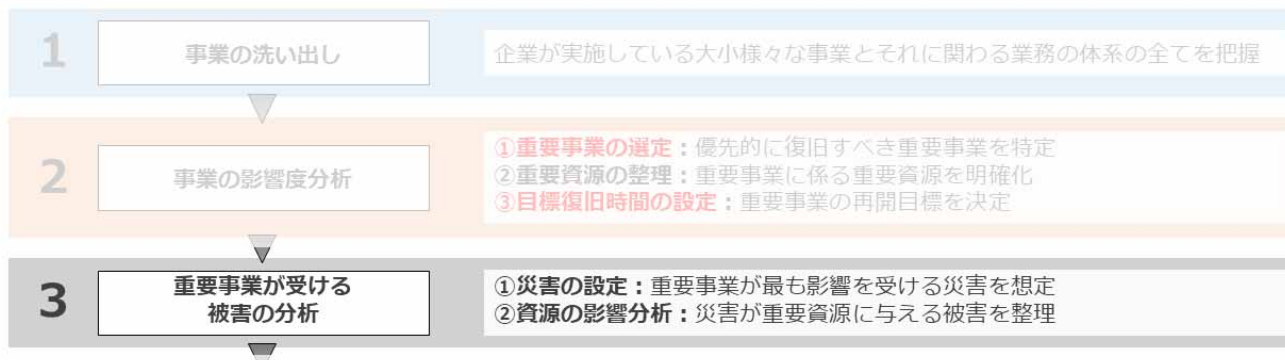 1
事業の洗い出し
企業が実施している大小様々な事業とそれに関わる業務の体系の全てを把握
2
事業の影響度分析
①重要事業の選定：優先的に復旧すべき重要事業を特定
②重要資源の整理：重要事業に係る重要資源を明確化
③目標復旧時間の設定：重要事業の再開目標を決定
3
重要事業が受ける
被害の分析
①災害の設定：重要事業が最も影響を受ける災害を想定
②資源の影響分析：災害が重要資源に与える被害を整理